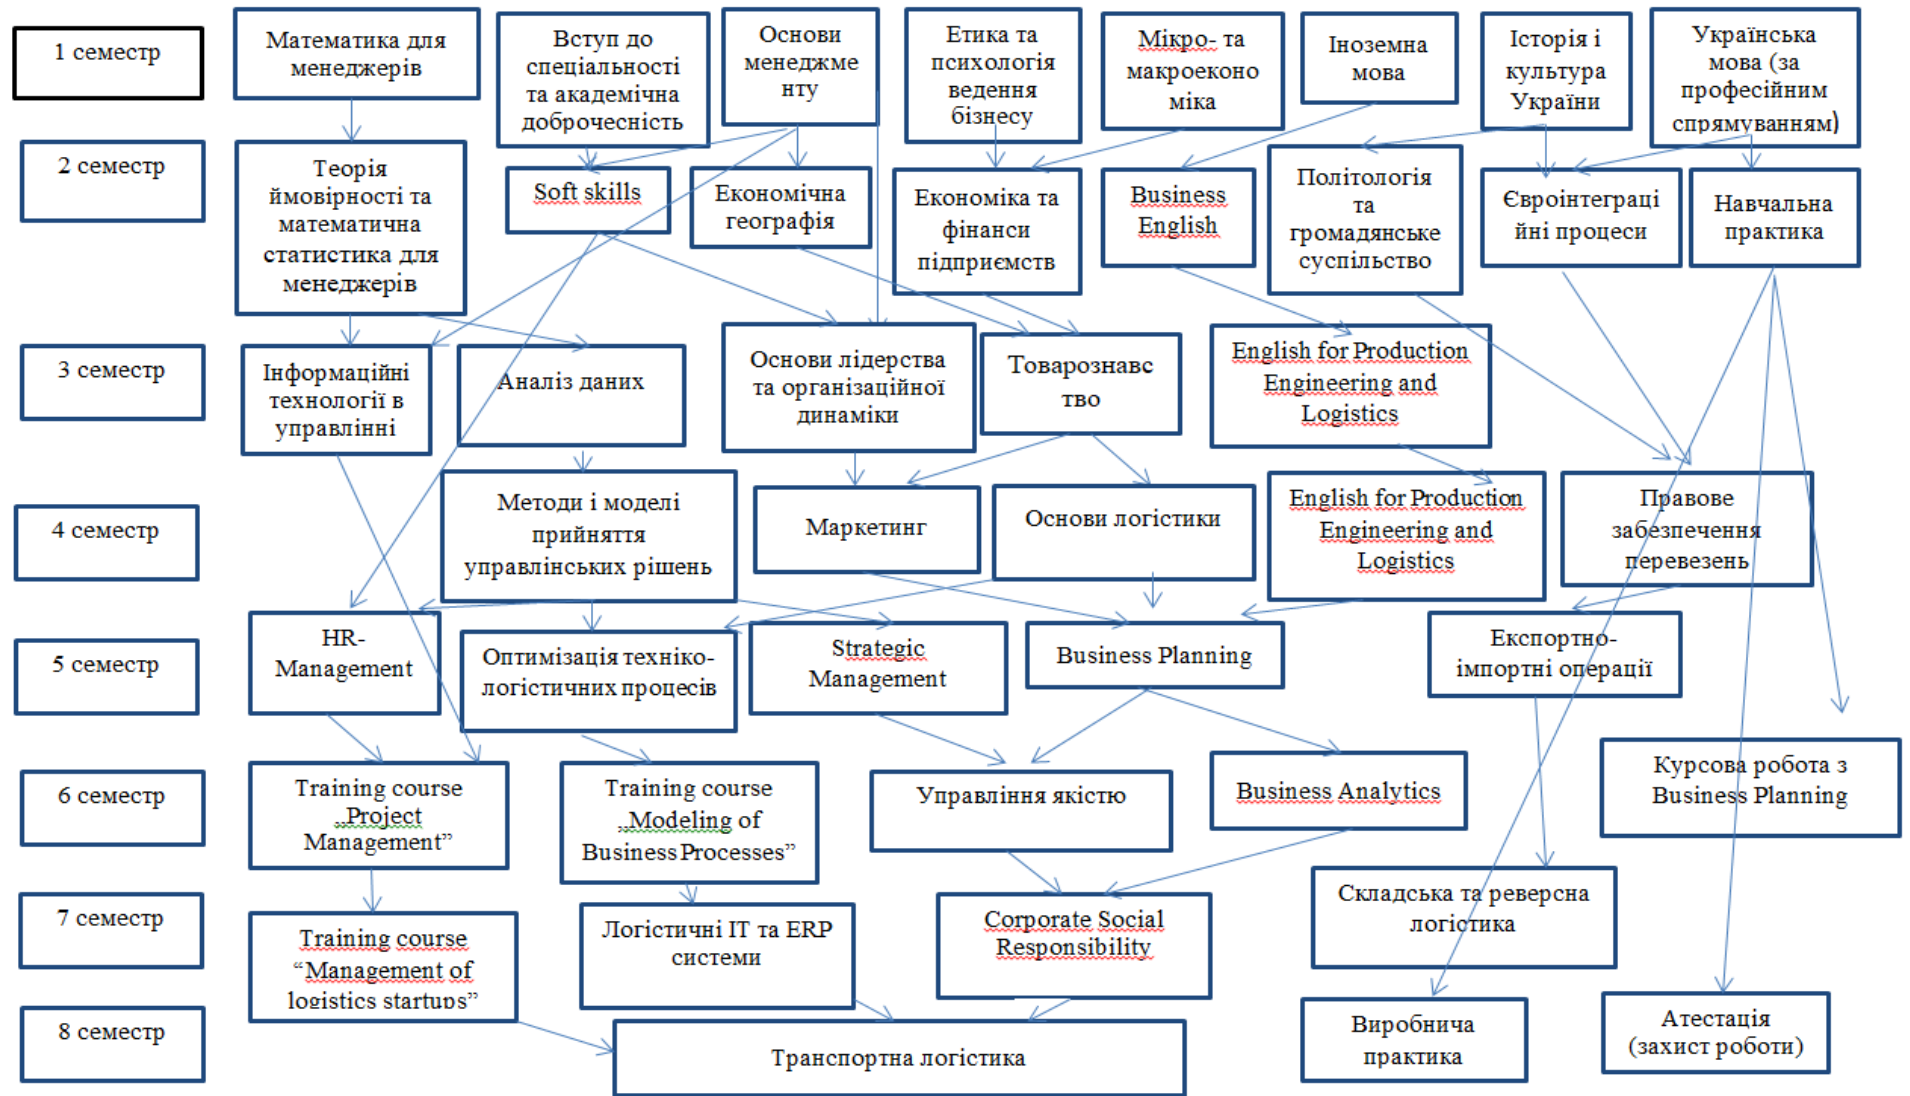 1 семестр
Математика для
менеджерів
Вступ до
спеціальності
та академічна
доброчесність
Основи
менеджме
нту
Етика та
психологія
ведення
бізнесу
Мікро- та
макроеконо
міка
Іноземна
мова
Історія і
культура
України
Українська
мова (за
професійним
спрямуванням)
2 семестр
Теорія
ймовірності та
математична
статистика для
менеджерів
Soft skills
Економічна
географія
Економіка та
фінанси
підприємств
Business
English
Політологія
та
громадянське
суспільство
Євроінтеграці
йні процеси
Навчальна
практика
3 семестр
Інформаційні
технології в
управлінні
Аналіз даних
Основи лідерства
та організаційної
динаміки
Товарознавс
тво
English for Production
Engineering and
Logistics
4 семестр
Методи і моделі
прийняття
управлінських рішень
Маркетинг
Основи логістики
English for Production
Engineering and
Logistics
Правове
забезпечення
перевезень
5 семестр
HR-
Management
Оптимізація техніко-
логістичних процесів
Strategic
Management
Business Planning
Експортно-
імпортні операції
6 семестр
Training course
„Project
Management”
Training course
„Modeling of
Business Processes”
Управління якістю
Business Analytics
Курсова робота з
Business Planning
7 семестр
Training course
“Management of
logistics startups”
Логістичні ІТ та ERP
системи
Corporate Social
Responsibility
Складська та реверсна
логістика
8 семестр
Транспортна логістика
Виробнича
практика
Атестація
(захист роботи)